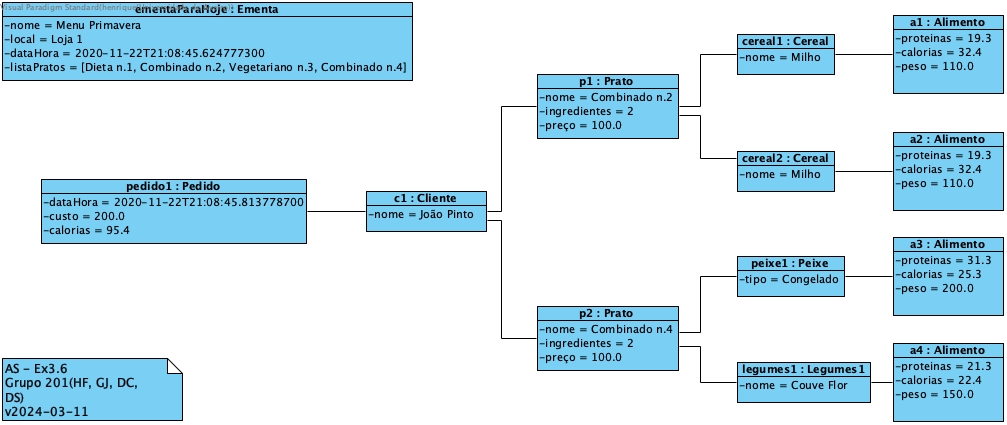 ementaParaHoje : Ementa
-nome = Menu Primavera
-local = Loja 1
-dataHora = 2020-11-22T21:08:45.624777300
-listaPratos = [Dieta n.1, Combinado n.2, Vegetariano n.3, Combinado n.4]
pedido1 : Pedido
-dataHora = 2020-11-22T21:08:45.813778700
-custo = 200.0
-calorias = 95.4
c1 : Cliente
-nome = João Pinto
p1 : Prato
-nome = Combinado n.2
-ingredientes = 2
-preço = 100.0
cereal1 : Cereal
-nome = Milho
a1 : Alimento
-proteinas = 19.3
-calorias = 32.4
-peso = 110.0
cereal2 : Cereal
-nome = Milho
a2 : Alimento
-proteinas = 19.3
-calorias = 32.4
-peso = 110.0
p2 : Prato
-nome = Combinado n.4
-ingredientes = 2
-preço = 100.0
peixe1 : Peixe
-tipo = Congelado
a3 : Alimento
-proteinas = 31.3
-calorias = 25.3
-peso = 200.0
legumes1 : Legumes1
-nome = Couve Flor
a4 : Alimento
-proteinas = 21.3
-calorias = 22.4
-peso = 150.0
AS - Ex3.6
Grupo 201(HF, GJ, DC,
DS)
v2024-03-11